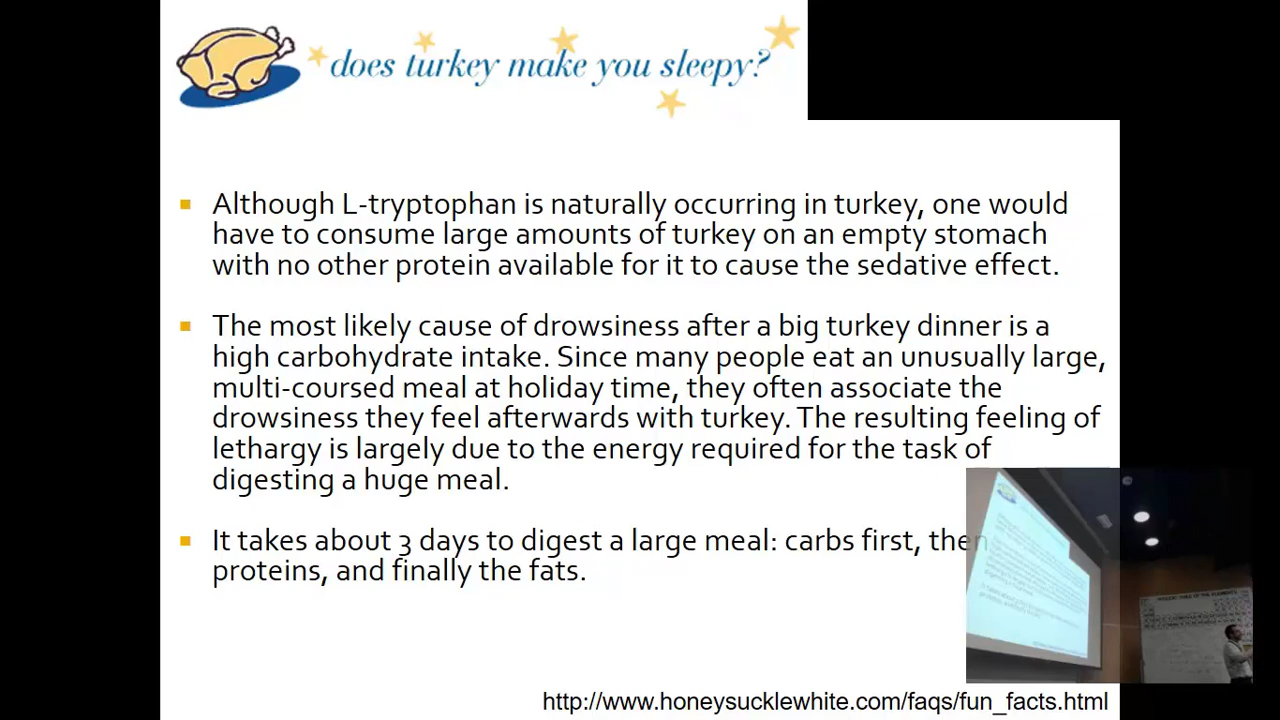 does turkey make you sleepy?
Although L-tryptophan is naturally occurring in turkey, one would
have to consume large amounts of turkey on an empty stomach
with no other protein available for it to cause the sedative effect.
The most likely cause of drowsiness after a big turkey dinner is a
high carbohydrate intake. Since many people eat an unusually large,
multi-coursed meal at holiday time, they often associate the
drowsiness they feel afterwards with turkey. The resulting feeling of
lethargy is largely due to the energy required for the task of
digesting a huge meal.
It takes about 3 days to digest a large meal: carbs first, then
proteins, and finally the fats.
http://www.honeysucklewhite.com/faqs/fun_facts.html